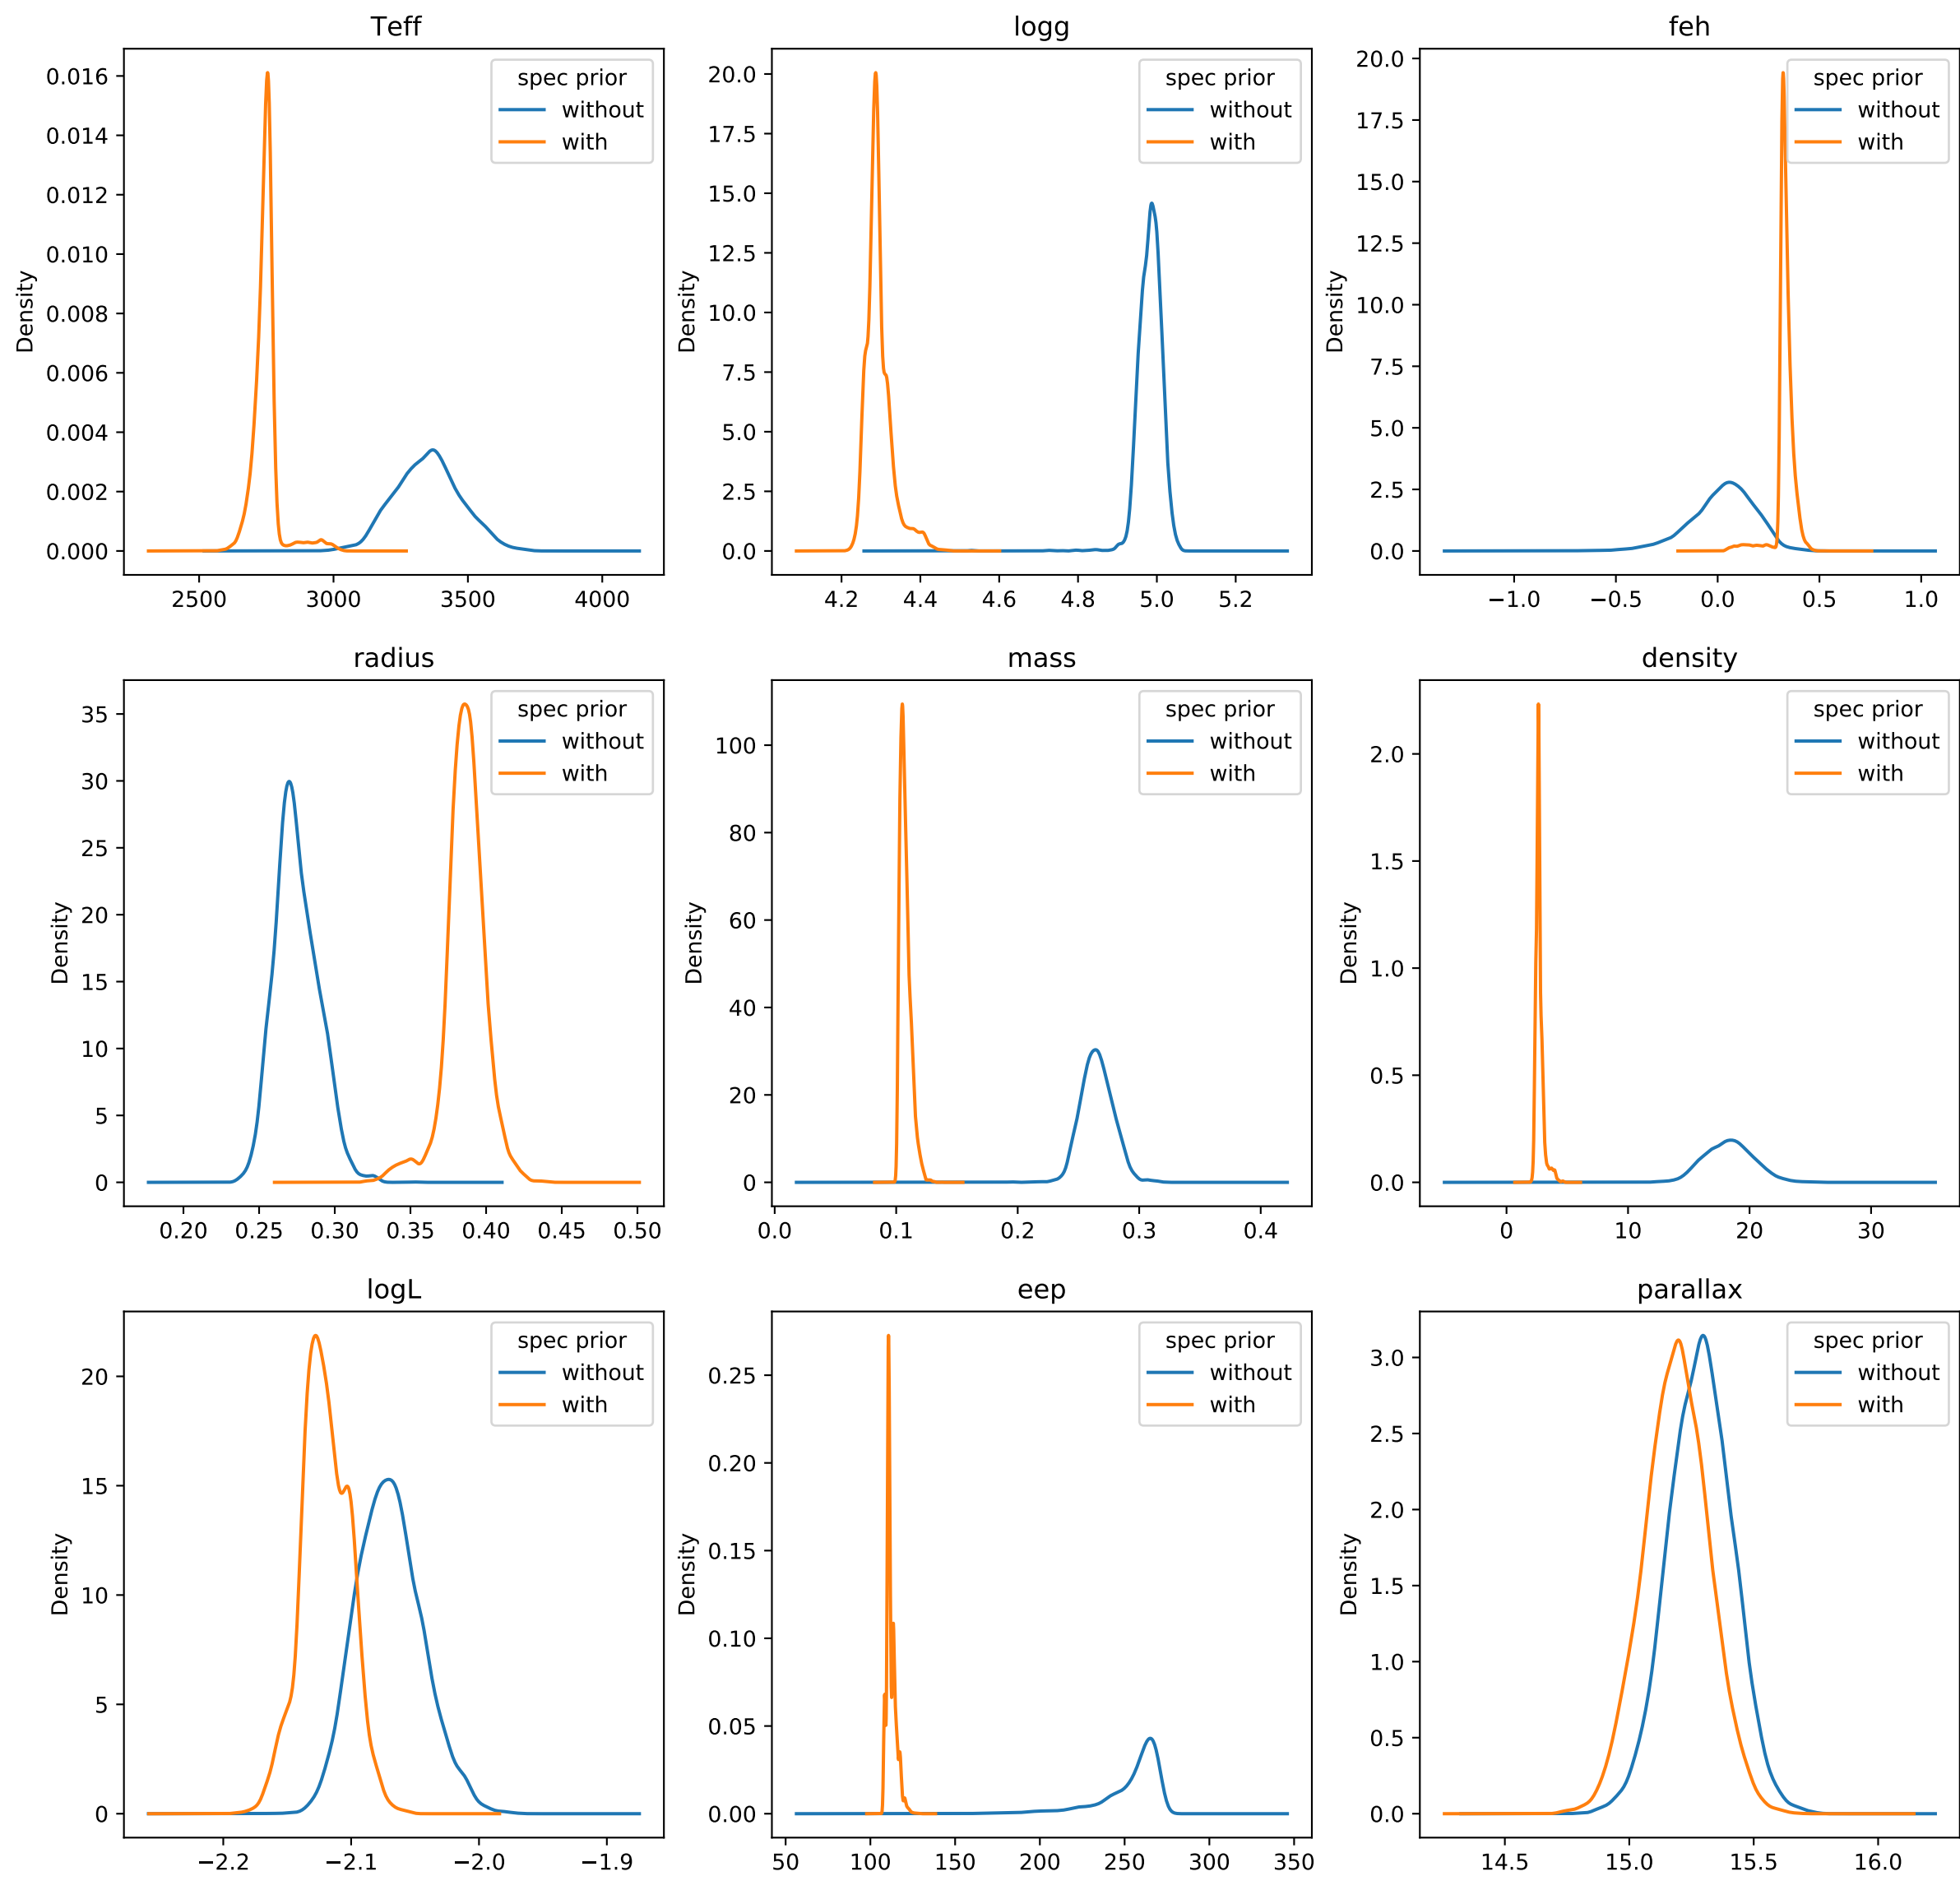 Teff
Density
0.016
0.014
0.012
0.010
0.008
0.006
0.004
0.002
0.000
2500 3000 3500 4000
spec prior
without
with
logg
Density
20.0
17.5
15.0
12.5
10.0
7.5
5.0
2.5
0.0
4.2 4.4 4.6 4.8 5.0 5.2
spec prior
without
with
feh
Density
20.0
17.5
15.0
12.5
10.0
7.5
5.0
2.5
0.0
−1.0 −0.5 0.0 0.5 1.0
spec prior
without
with
radius
Density
35
30
25
20
15
10
5
0
0.20 0.25 0.30 0.35 0.40 0.45 0.50
spec prior
without
with
mass
Density
100
80
60
40
20
0
0.0 0.1 0.2 0.3 0.4
spec prior
without
with
density
Density
2.0
1.5
1.0
0.5
0.0
0 10 20 30
spec prior
without
with
logL
Density
20
15
10
5
0
−2.2 −2.1 −2.0 −1.9
spec prior
without
with
eep
Density
0.25
0.20
0.15
0.10
0.05
0.00
50 100 150 200 250 300 350
spec prior
without
with
parallax
Density
3.0
2.5
2.0
1.5
1.0
0.5
0.0
14.5 15.0 15.5 16.0
spec prior
without
with